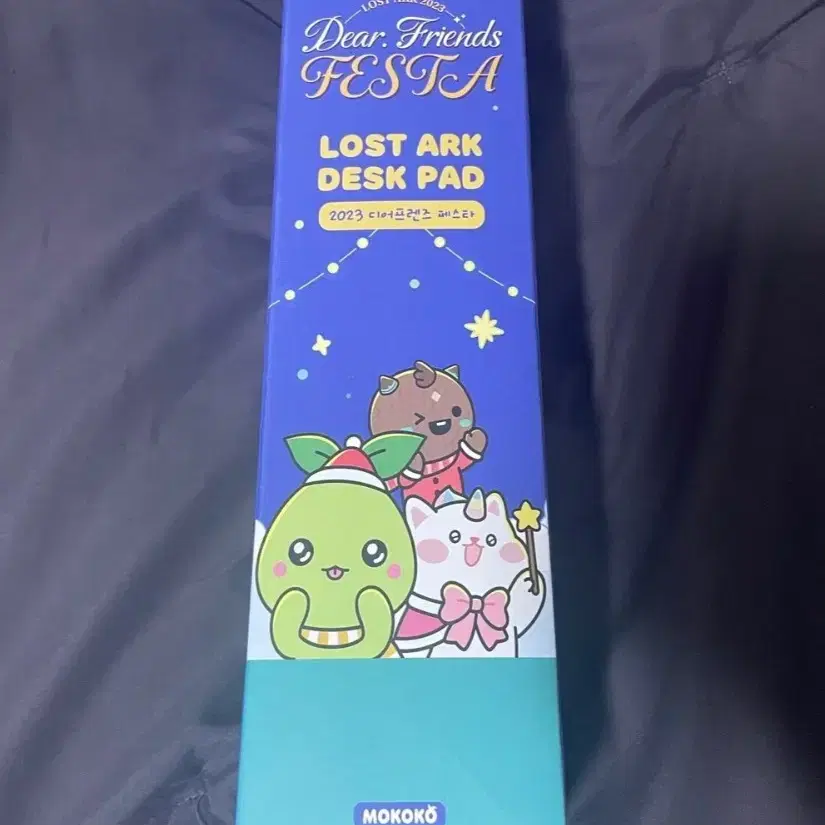 LOST ARK 2023
Dear. Friends
FESTA
LOST ARK
DESK PAD
2023 디어프렌즈 페스타
MOKOKO